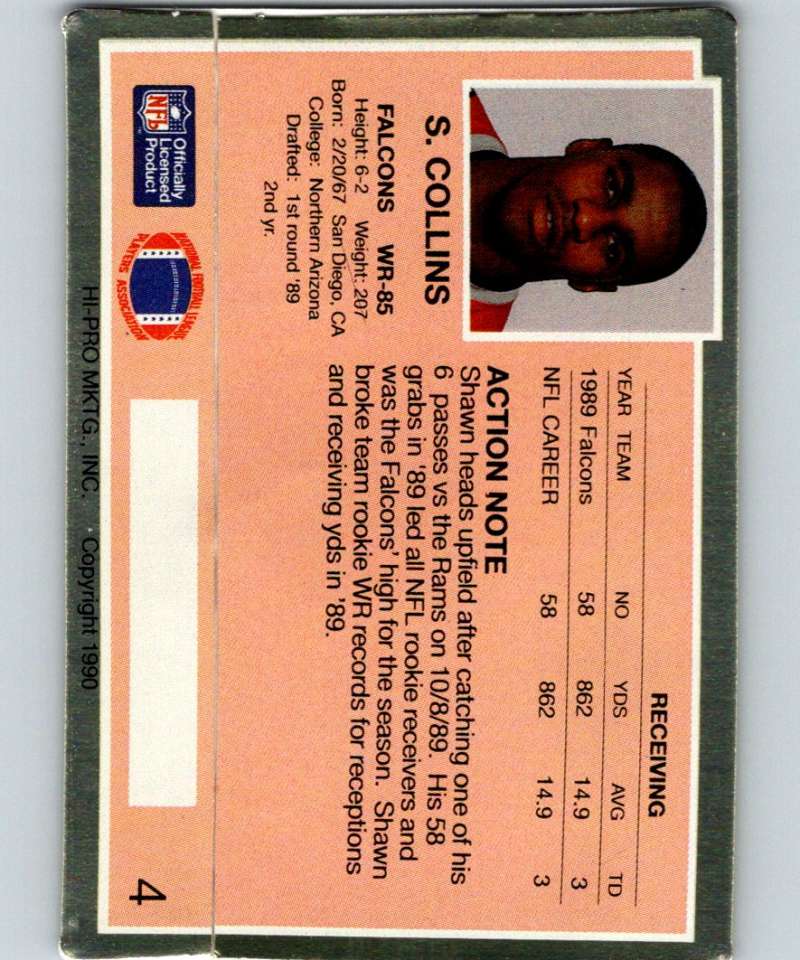 RECEIVING
YEAR TEAM NO YDS AVG TD
1989 Falcons 58 862 14.9 3
NFL CAREER 58 862 14.9 3
S. COLLINS
FALCONS WR-85
Height: 6-2 Weight: 207
Born: 2/20/67 San Diego, CA
College: Northern Arizona
Drafted: 1st round '89
2nd yr.
ACTION NOTE
Shawn heads upfield after catching one of his
6 passes vs the Rams on 10/8/89. His 58
grabs in '89 led all NFL rookie receivers and
was the Falcons' high for the season. Shawn
broke team rookie WR records for receptions
and receiving yds in '89.
NFL
Officially
Licensed
Product
NATIONAL FOOTBALL LEAGUE
PLAYERS ASSOCIATION
4
HI-PRO MKTG., INC. Copyright 1990